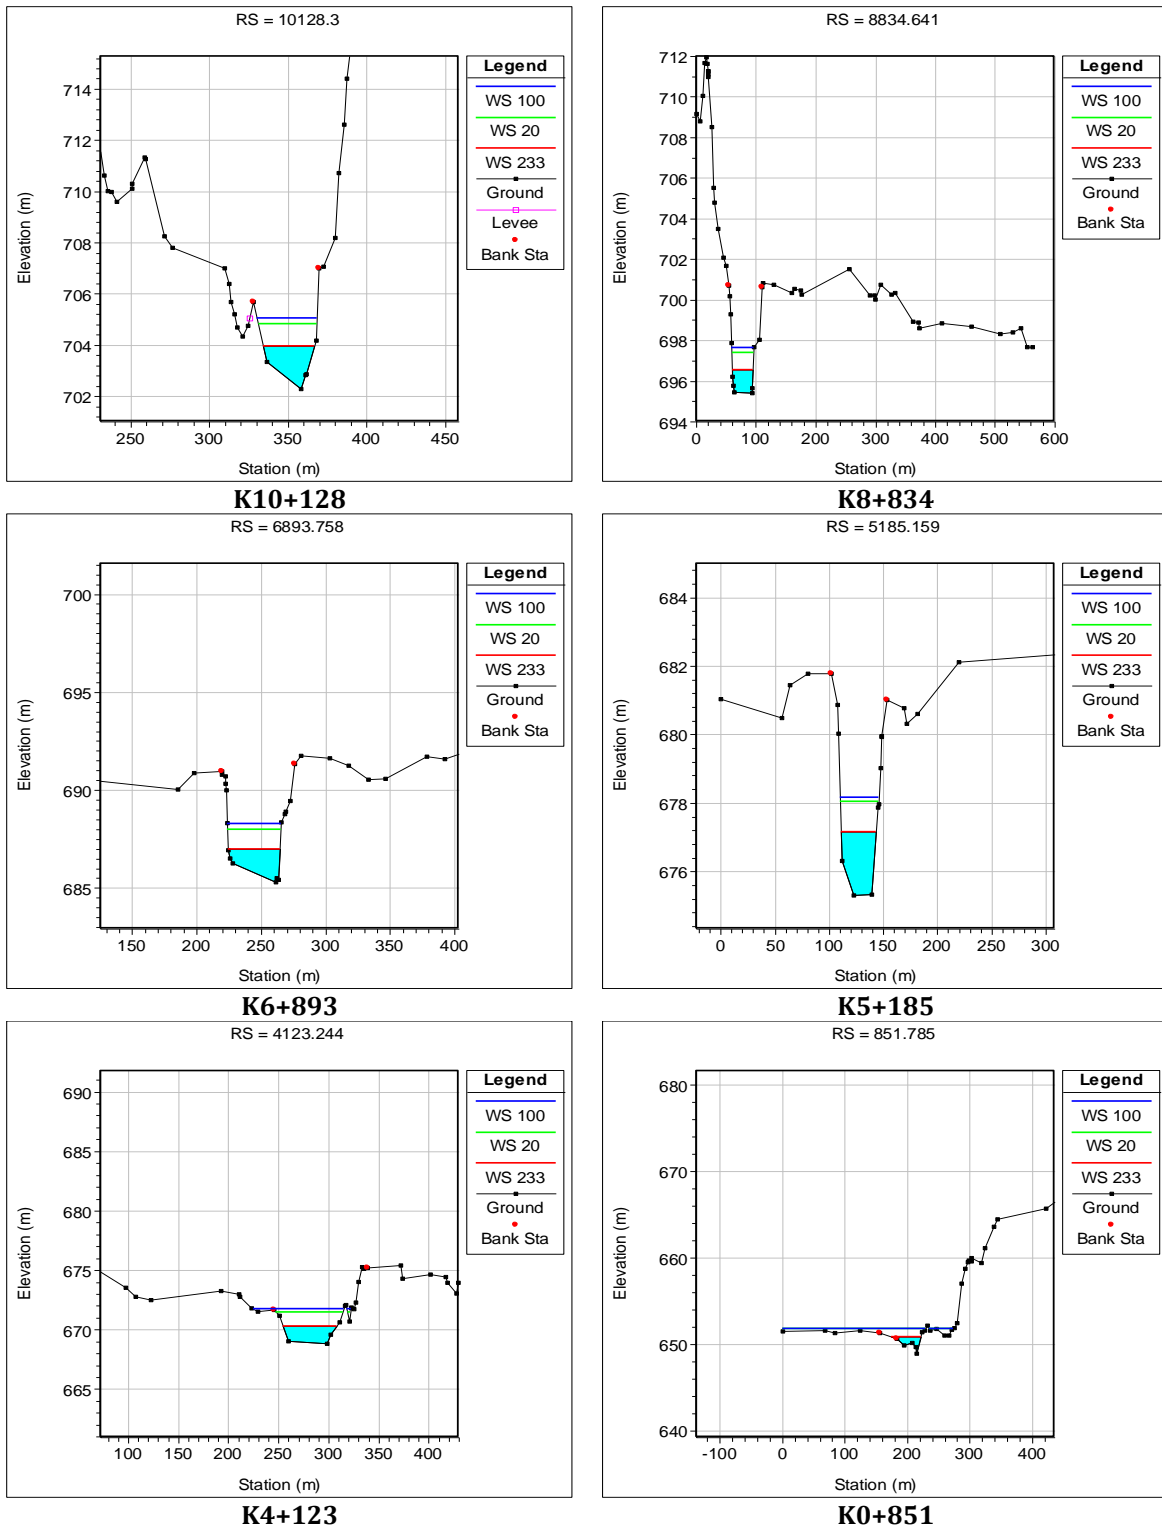 RS = 10128.3
Elevation (m)
714
712
710
708
706
704
702
250 300 350 400 450
Station (m)
Legend
WS 100
WS 20
WS 233
Ground
Levee
Bank Sta
K10+128
RS = 8834.641
Elevation (m)
712
710
708
706
704
702
700
698
696
694
0 100 200 300 400 500 600
Station (m)
Legend
WS 100
WS 20
WS 233
Ground
Bank Sta
K8+834
RS = 6893.758
Elevation (m)
700
695
690
685
150 200 250 300 350 400
Station (m)
Legend
WS 100
WS 20
WS 233
Ground
Bank Sta
K6+893
RS = 5185.159
Elevation (m)
684
682
680
678
676
0 50 100 150 200 250 300
Station (m)
Legend
WS 100
WS 20
WS 233
Ground
Bank Sta
K5+185
RS = 4123.244
Elevation (m)
690
685
680
675
670
665
100 150 200 250 300 350 400
Station (m)
Legend
WS 100
WS 20
WS 233
Ground
Bank Sta
K4+123
RS = 851.785
Elevation (m)
680
670
660
650
640
-100 0 100 200 300 400
Station (m)
Legend
WS 100
WS 20
WS 233
Ground
Bank Sta
K0+851